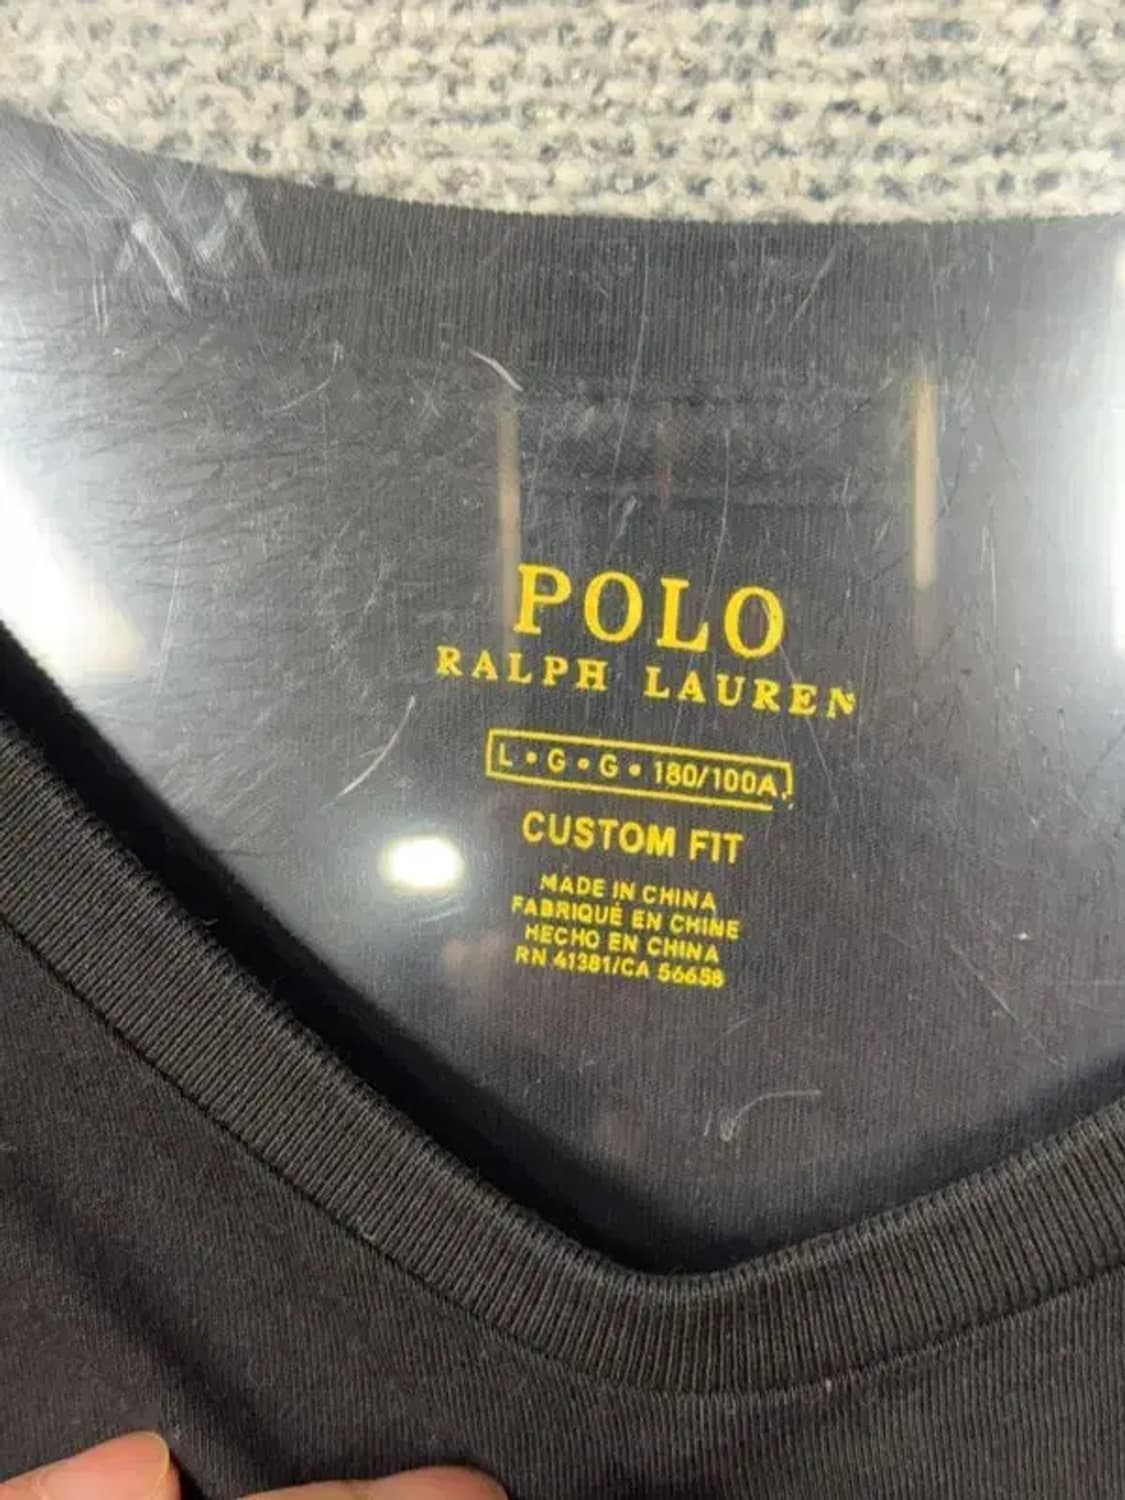 POLO
RALPH LAUREN
L • G • G • 180/100A
CUSTOM FIT
MADE IN CHINA
FABRIQUÉ EN CHINE
HECHO EN CHINA
RN 41381/CA 56658